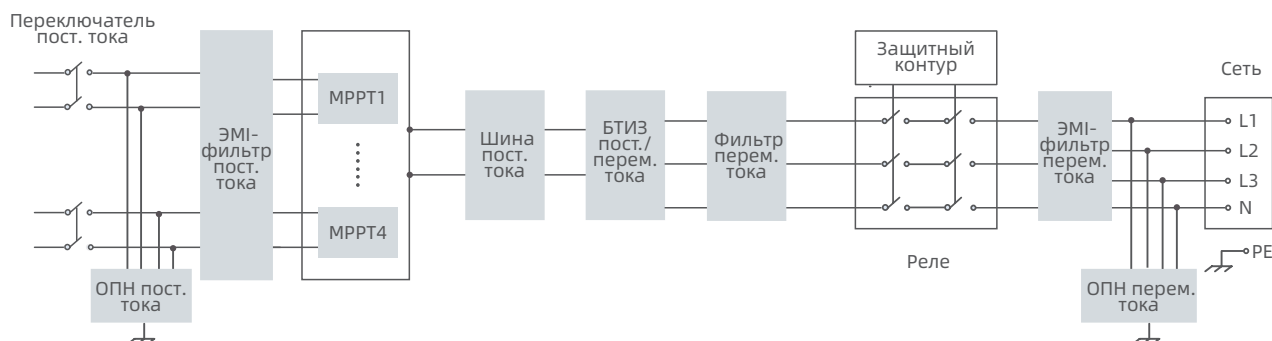 Переключатель
пост. тока
ЭМI-
фильтр
пост.
тока
MPPT1
MPPT4
ОПН пост.
тока
Шина
пост.
тока
БТИЗ
пост./
перем.
тока
Фильтр
перем.
тока
Защитный
контур
Реле
ЭМI-
фильтр
перем.
тока
ОПН перем.
тока
Сеть
L1
L2
L3
N
PE